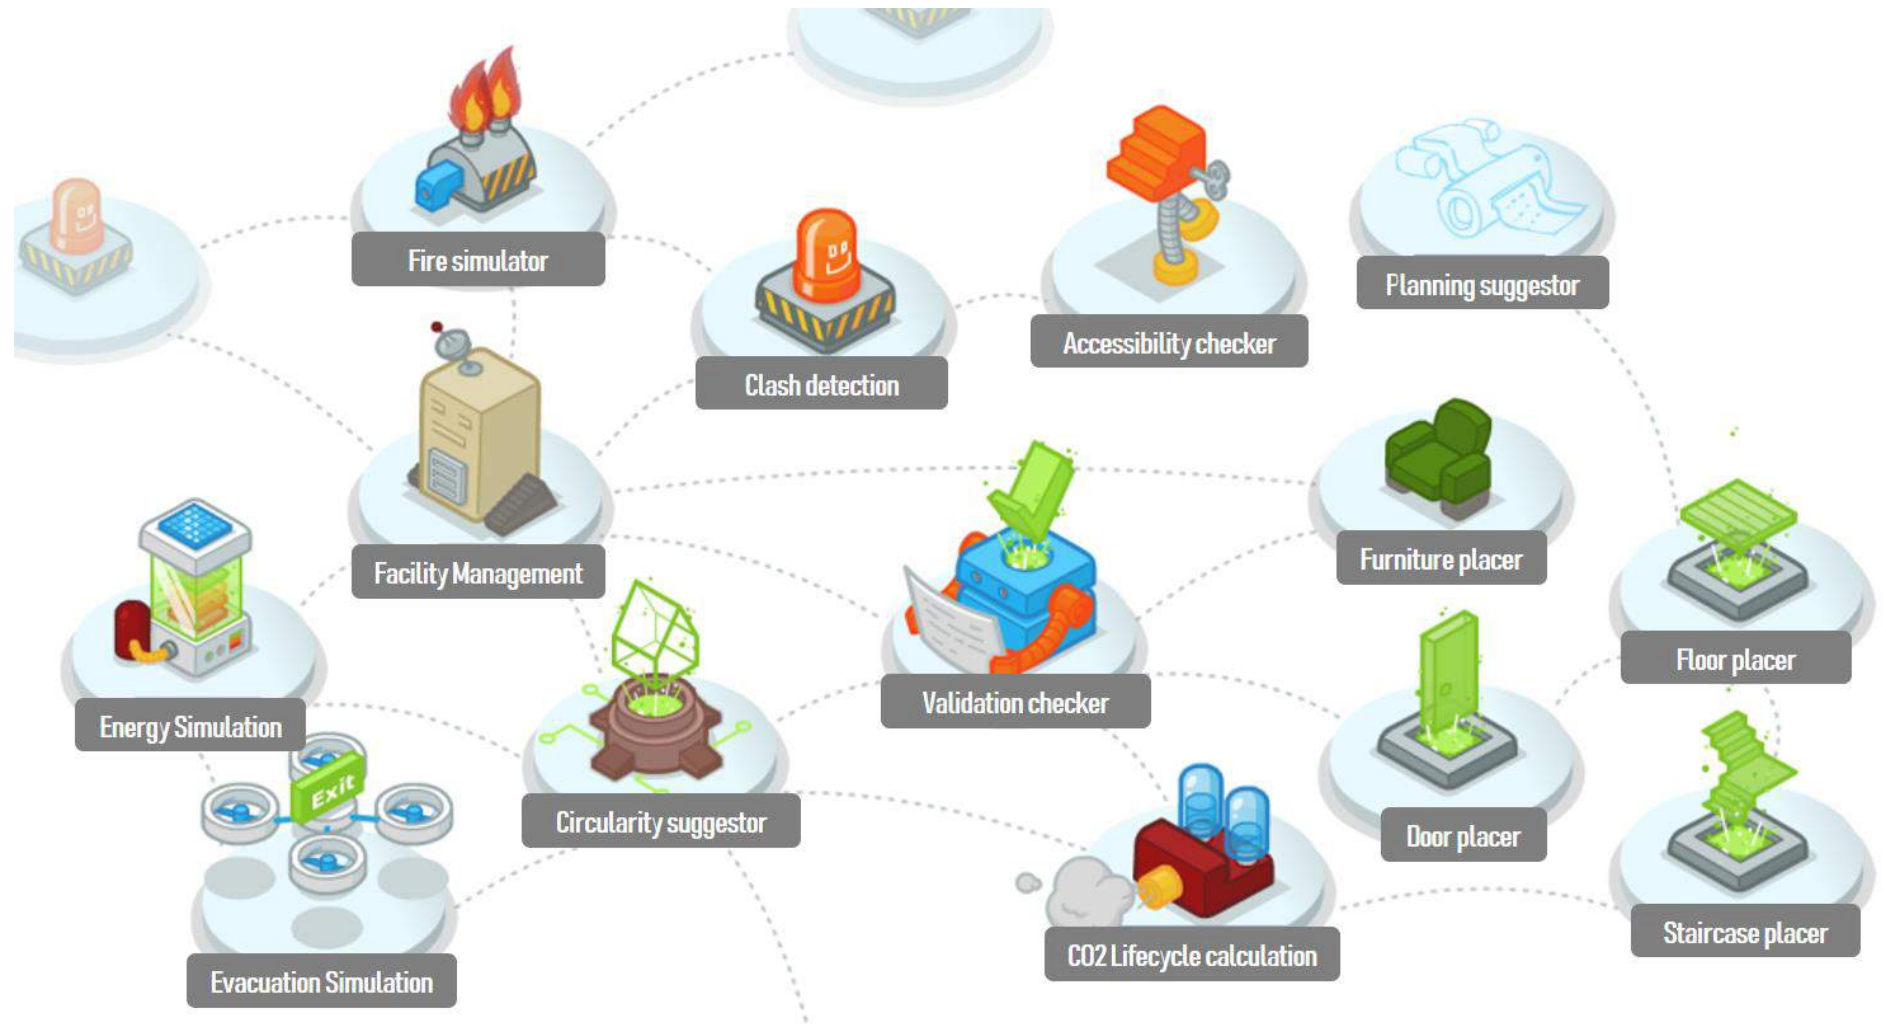 Fire simulator
Clash detection
Accessibility checker
Planning suggestor
Facility Management
Furniture placer
Energy Simulation
Validation checker
Floor placer
Exit
Circularity suggestor
Door placer
Evacuation Simulation
CO2 Lifecycle calculation
Staircase placer